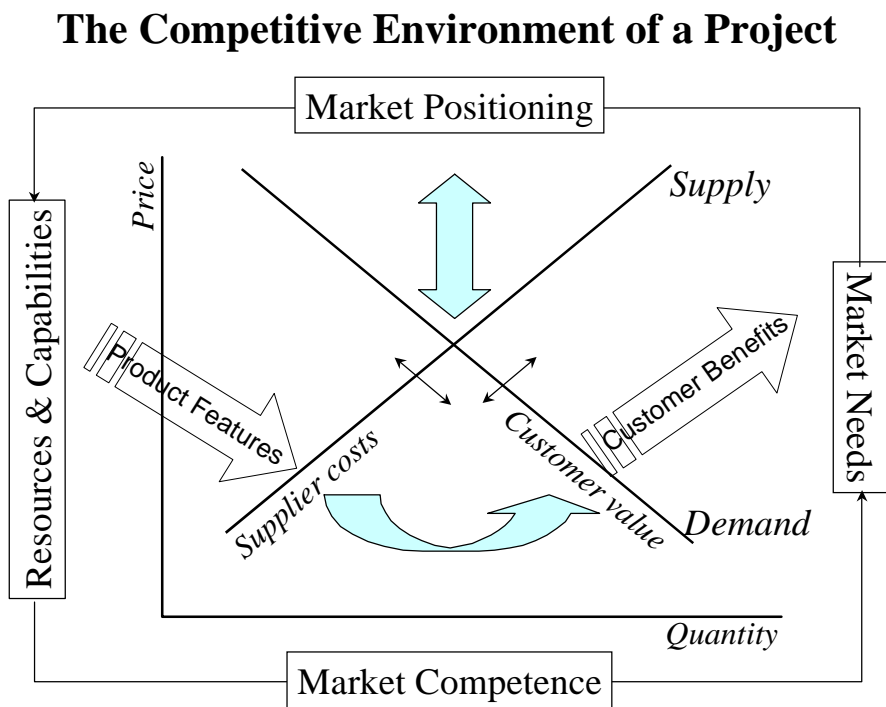 The Competitive Environment of a Project
Market Positioning
Price
Supply
Resources & Capabilities
Market Needs
Product Features
Customer Benefits
Supplier costs
Customer value
Demand
Quantity
Market Competence